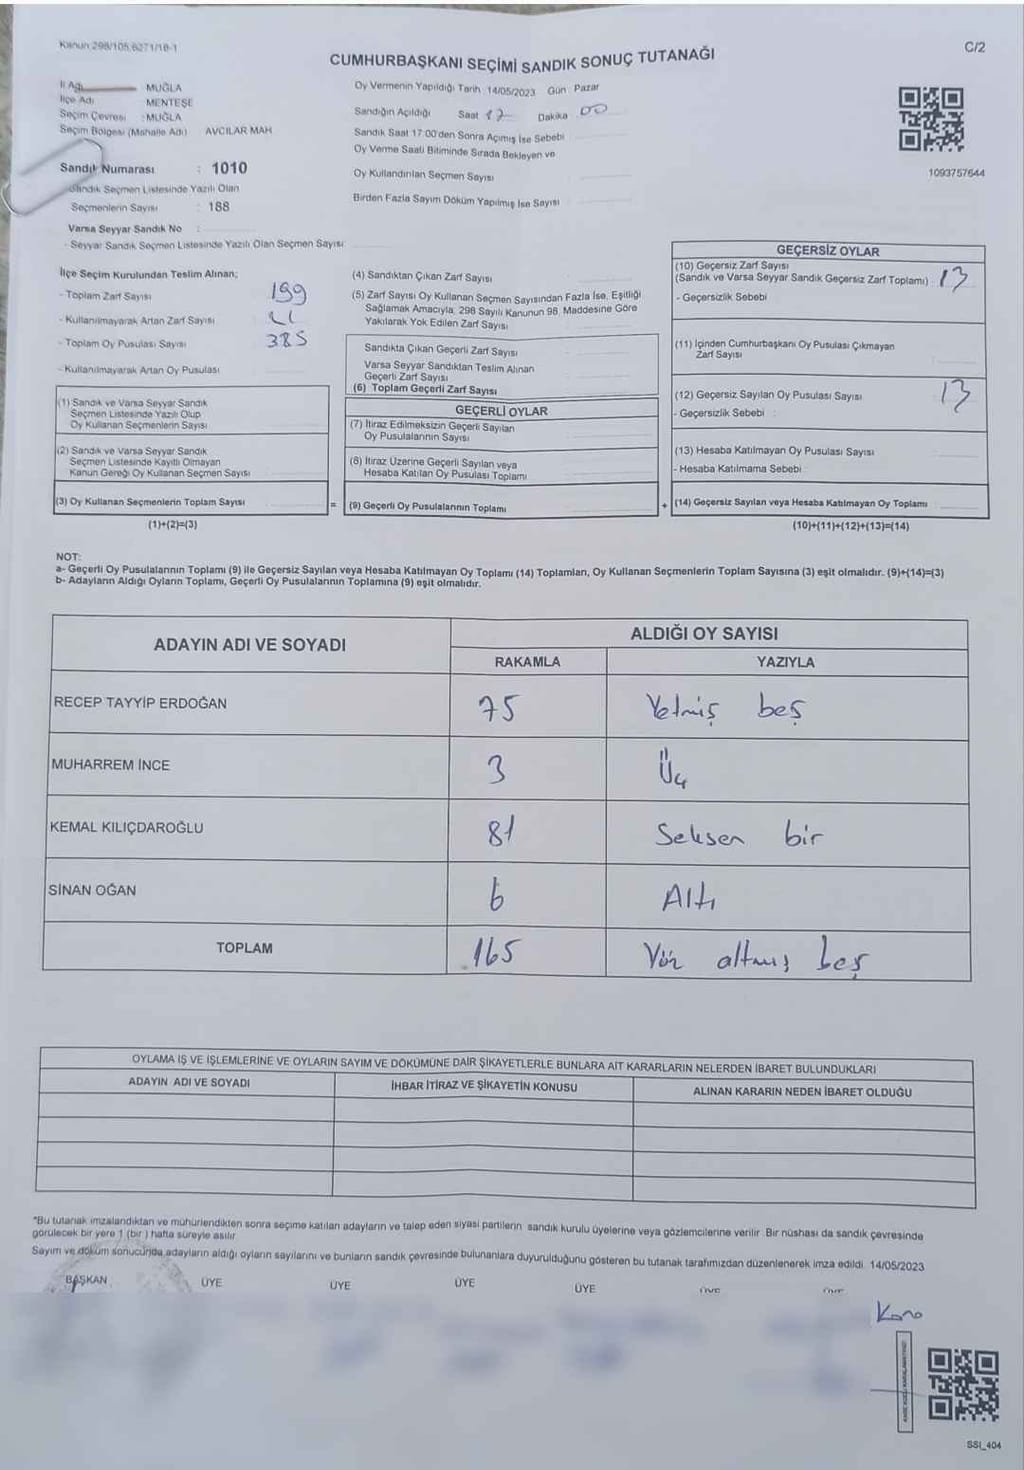 Kanun 298/105,6271/18-1
C/2
CUMHURBAŞKANI SEÇİMİ SANDIK SONUÇ TUTANAĞI
İl Adı MUĞLA
İlçe Adı MENTEŞE
Seçim Çevresi : MUĞLA
Seçim Bölgesi (Mahalle Adı) AVCILAR MAH
Sandık Numarası : 1010
Sandık Seçmen Listesinde Yazılı Olan
Seçmenlerin Sayısı : 188
Varsa Seyyar Sandık No :
- Seyyar Sandık Seçmen Listesinde Yazılı Olan Seçmen Sayısı
Oy Vermenin Yapıldığı Tarih 14/05/2023 Gün : Pazar
Sandığın Açıldığı Saat 17 Dakika 00
Sandık Saat 17:00'den Sonra Açımış İse Sebebi
Oy Verme Saati Bitiminde Sırada Bekleyen ve
Oy Kullandırılan Seçmen Sayısı
Birden Fazla Sayım Döküm Yapılmış İse Sayısı
1093757644
İlçe Seçim Kurulundan Teslim Alınan;
- Toplam Zarf Sayısı 199
- Kullanılmayarak Artan Zarf Sayısı
- Toplam Oy Pusulası Sayısı 385
- Kullanılmayarak Artan Oy Pusulası
(1) Sandık ve Varsa Seyyar Sandık
Seçmen Listesinde Yazılı Olup
Oy Kullanan Seçmenlerin Sayısı
(2) Sandık ve Varsa Seyyar Sandık
Seçmen Listesinde Kayıtlı Olmayan
Kanun Gereği Oy Kullanan Seçmen Sayısı
(3) Oy Kullanan Seçmenlerin Toplam Sayısı
(1)+(2)=(3)
(4) Sandıktan Çıkan Zarf Sayısı
(5) Zarf Sayısı Oy Kullanan Seçmen Sayısından Fazla İse, Eşitliği
Sağlamak Amacıyla, 298 Sayılı Kanunun 98. Maddesine Göre
Yakılarak Yok Edilen Zarf Sayısı
Sandıkta Çıkan Geçerli Zarf Sayısı
Varsa Seyyar Sandıktan Teslim Alınan
Geçerli Zarf Sayısı
(6) Toplam Geçerli Zarf Sayısı
GEÇERLİ OYLAR
(7) İtiraz Edilmeksizin Geçerli Sayılan
Oy Pusulalarının Sayısı
(8) İtiraz Üzerine Geçerli Sayılan veya
Hesaba Katılan Oy Pusulası Toplamı
= (9) Geçerli Oy Pusulalarının Toplamı
GEÇERSİZ OYLAR
(10) Geçersiz Zarf Sayısı
(Sandık ve Varsa Seyyar Sandık Geçersiz Zarf Toplamı) 13
- Geçersizlik Sebebi
(11) İçinden Cumhurbaşkanı Oy Pusulası Çıkmayan
Zarf Sayısı
(12) Geçersiz Sayılan Oy Pusulası Sayısı 13
- Geçersizlik Sebebi :
(13) Hesaba Katılmayan Oy Pusulası Sayısı
- Hesaba Katılmama Sebebi
+ (14) Geçersiz Sayılan veya Hesaba Katılmayan Oy Toplamı
(10)+(11)+(12)+(13)=(14)
NOT:
a- Geçerli Oy Pusulalarının Toplamı (9) ile Geçersiz Sayılan veya Hesaba Katılmayan Oy Toplamı (14) Toplamları, Oy Kullanan Seçmenlerin Toplam Sayısına (3) eşit olmalıdır. (9)+(14)=(3)
b- Adayların Aldığı Oyların Toplamı, Geçerli Oy Pusulalarının Toplamına (9) eşit olmalıdır.
ADAYIN ADI VE SOYADI
ALDIĞI OY SAYISI
RAKAMLA YAZIYLA
RECEP TAYYİP ERDOĞAN 75 Yetmiş beş
MUHARREM İNCE 3 Üç
KEMAL KILIÇDAROĞLU 81 Seksen bir
SİNAN OĞAN 6 Altı
TOPLAM 165 Yüz altmış beş
OYLAMA İŞ VE İŞLEMLERİNE VE OYLARIN SAYIM VE DÖKÜMÜNE DAİR ŞİKAYETLERLE BUNLARA AİT KARARLARIN NELERDEN İBARET BULUNDUKLARI
ADAYIN ADI VE SOYADI İHBAR İTİRAZ VE ŞİKAYETİN KONUSU ALINAN KARARIN NEDEN İBARET OLDUĞU
*Bu tutanak imzalandıktan ve mühürlendikten sonra seçime katılan adayların ve talep eden siyasi partilerin sandık kurulu üyelerine veya gözlemcilerine verilir. Bir nüshası da sandık çevresinde
görülecek bir yere 1 (bir) hafta süreyle asılır
Sayım ve döküm sonucunda adayların aldığı oyların sayılarını ve bunların sandık çevresinde bulunanlara duyurulduğunu gösteren bu tutanak tarafımızdan düzenlenerek imza edildi. 14/05/2023
BAŞKAN ÜYE ÜYE ÜYE ÜYE ÜYE ÜYE
SSI_404